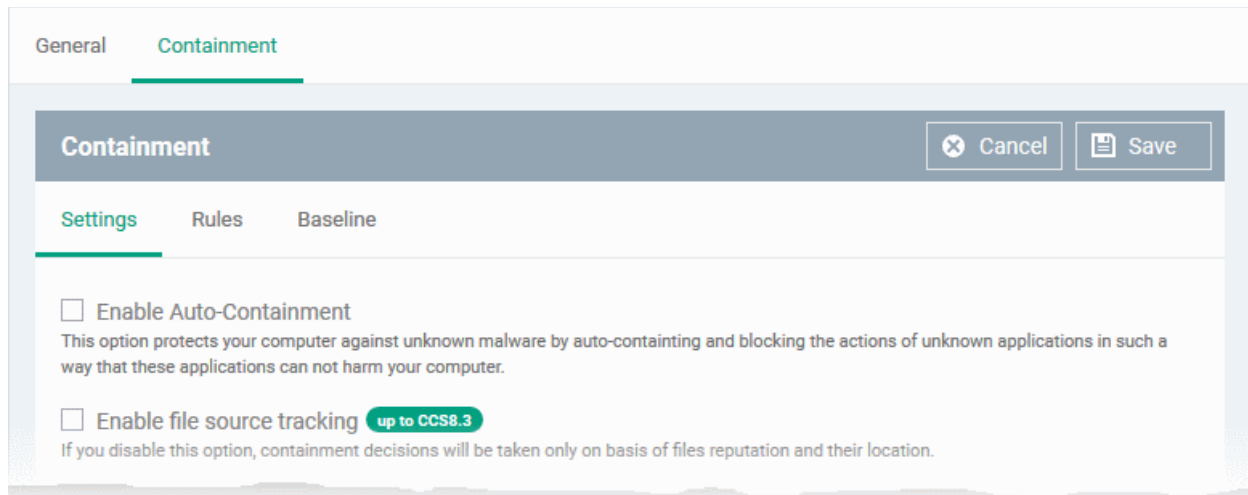 General Containment
Containment Cancel Save
Settings Rules Baseline
Enable Auto-Containment
This option protects your computer against unknown malware by auto-containting and blocking the actions of unknown applications in such a
way that these applications can not harm your computer.
Enable file source tracking up to CCS8.3
If you disable this option, containment decisions will be taken only on basis of files reputation and their location.